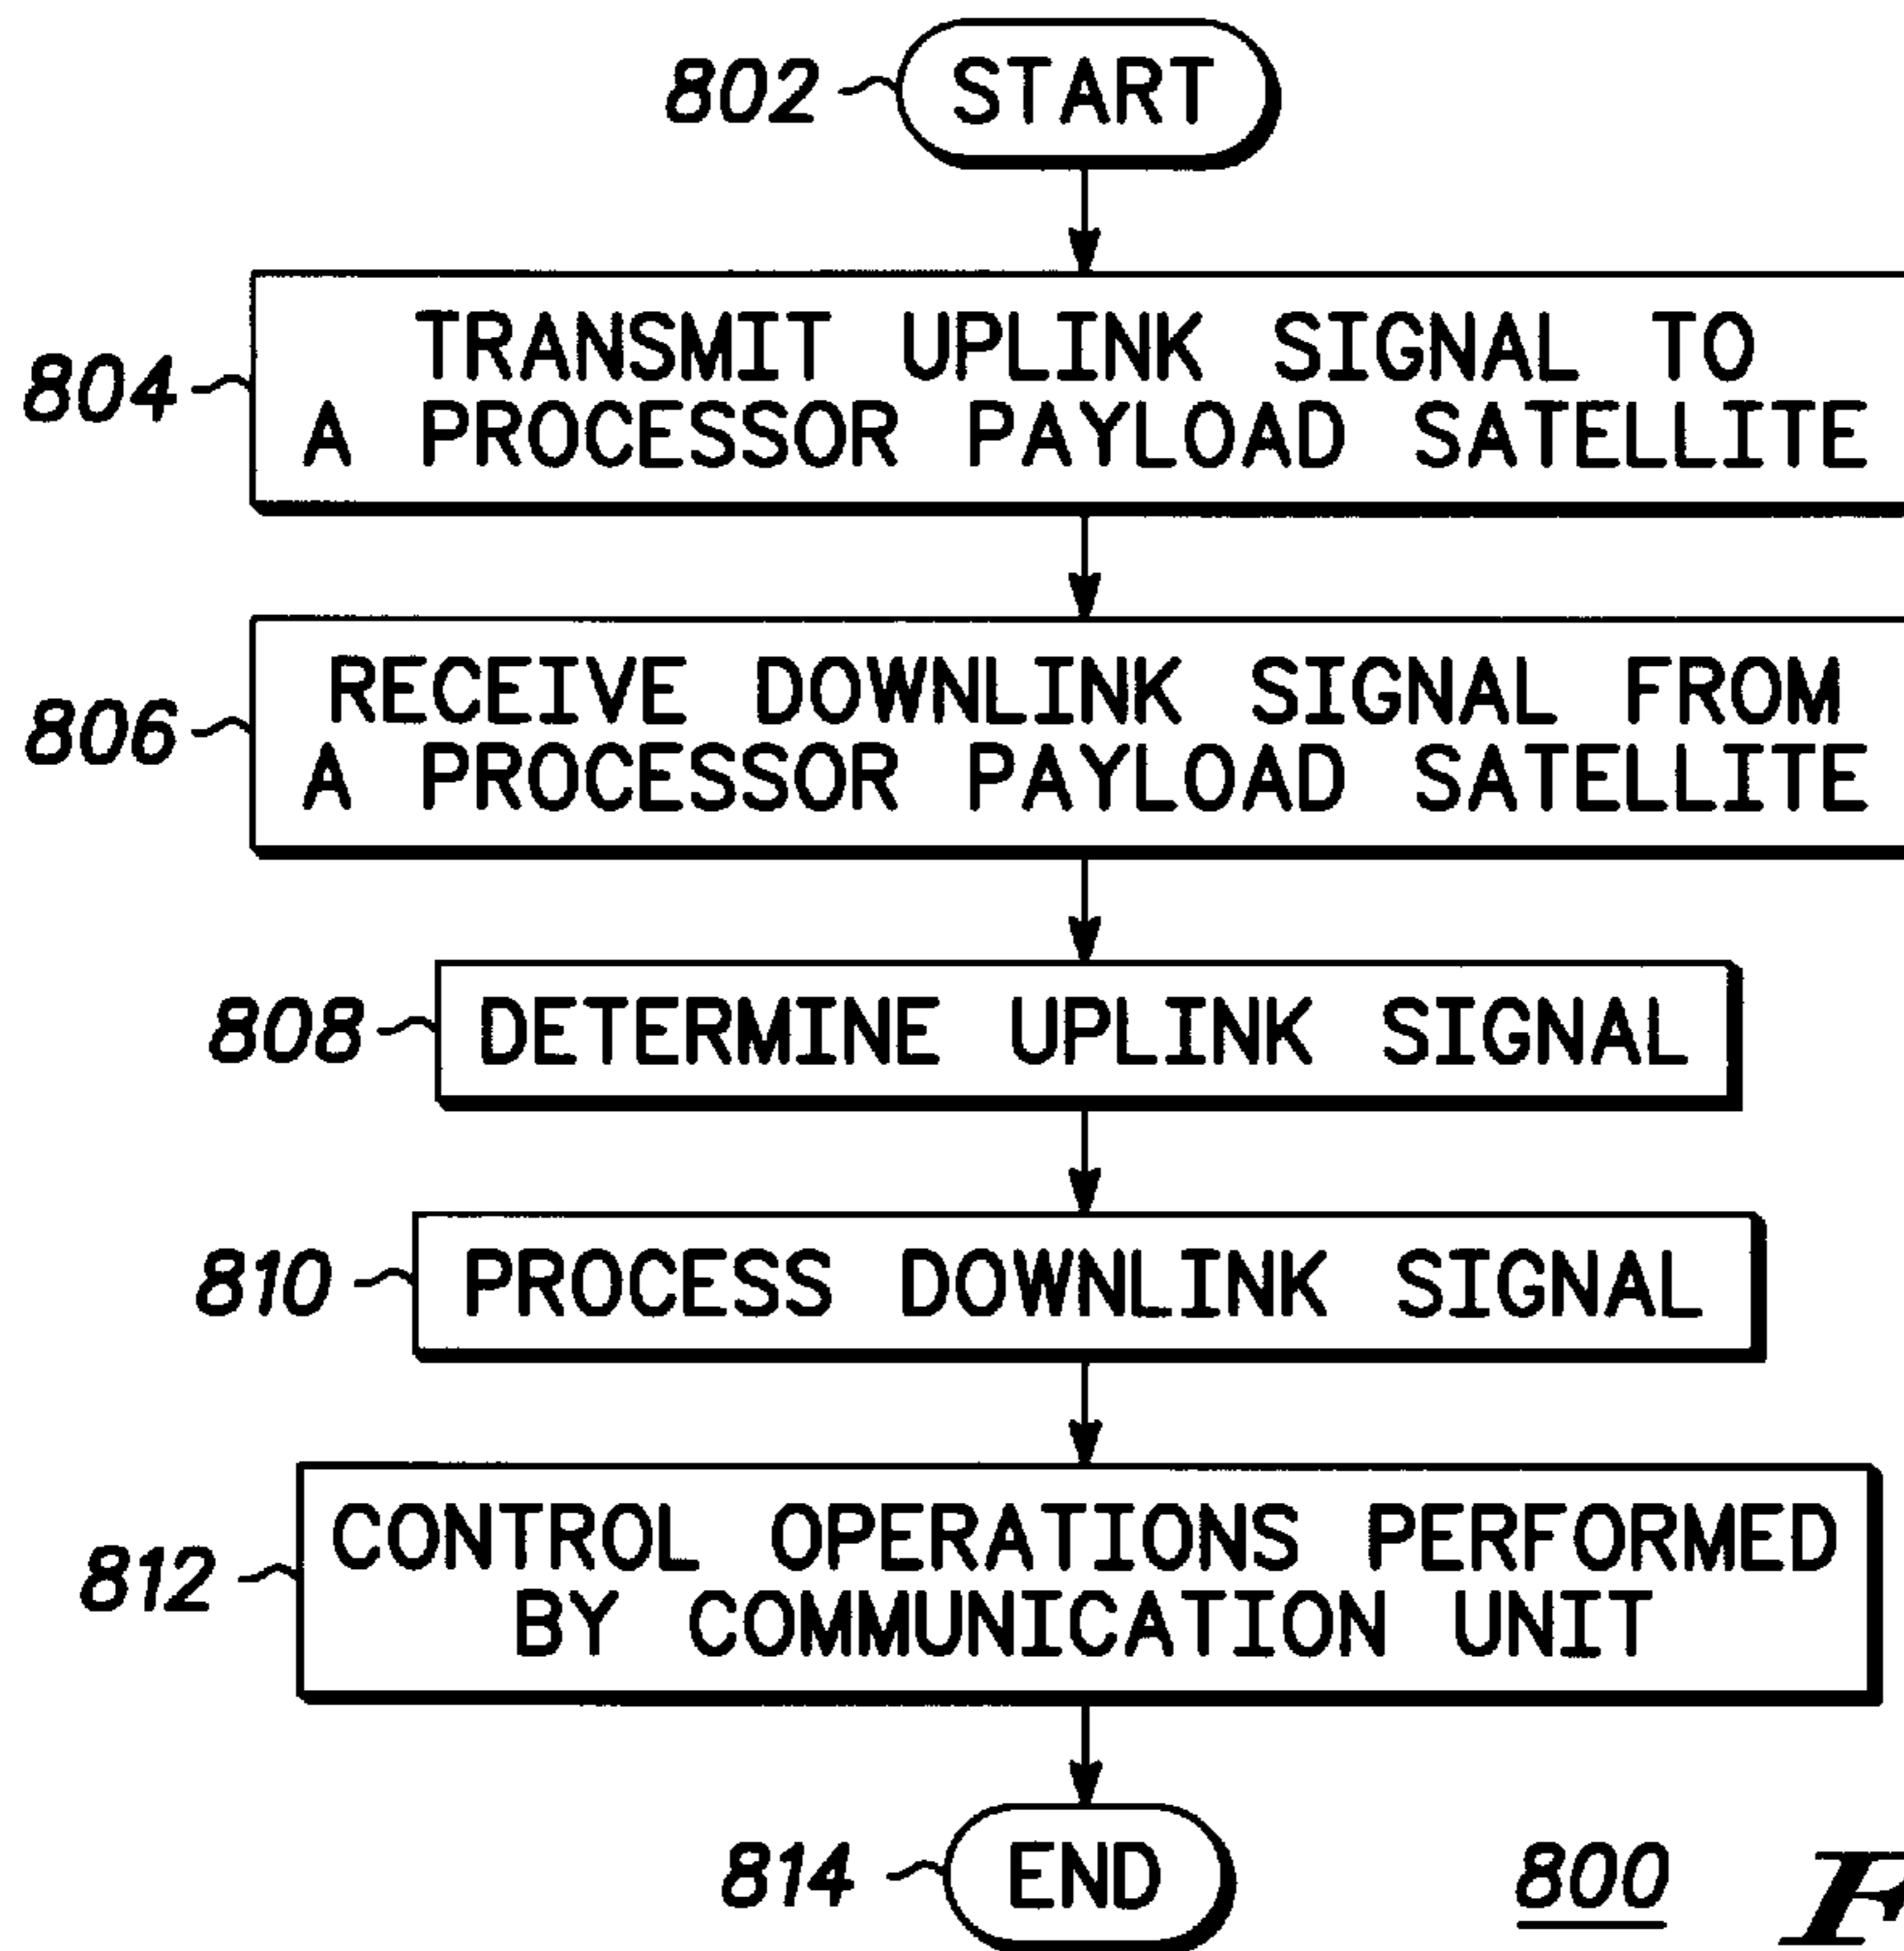 802 START
804 TRANSMIT UPLINK SIGNAL TO
A PROCESSOR PAYLOAD SATELLITE
806 RECEIVE DOWNLINK SIGNAL FROM
A PROCESSOR PAYLOAD SATELLITE
808 DETERMINE UPLINK SIGNAL
810 PROCESS DOWNLINK SIGNAL
812 CONTROL OPERATIONS PERFORMED
BY COMMUNICATION UNIT
814 END
800